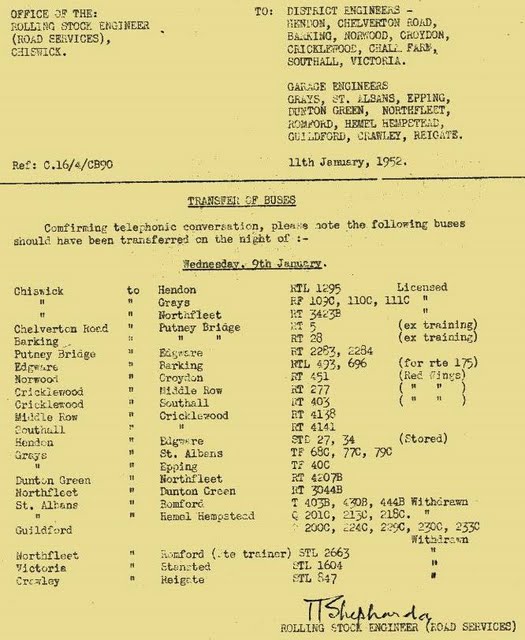 OFFICE OF THE:
ROLLING STOCK ENGINEER
(ROAD SERVICES),
CHISWICK.
TO: DISTRICT ENGINEERS -
HENDON, CHELVERTON ROAD,
BARKING, NORWOOD, CROYDON,
CRICKLEWOOD, CHALK FARM,
SOUTHALL, VICTORIA.
GARAGE ENGINEERS
GRAYS, ST. ALBANS, EPPING,
DUNTON GREEN, NORTHFLEET,
ROMFORD, HEMEL HEMPSTEAD,
GUILDFORD, CRAWLEY, REIGATE.
Ref: C.16/4/CB90
11th January, 1952.
TRANSFER OF BUSES
Comfirming telephonic conversation, please note the following buses
should have been transferred on the night of :-
Wednesday, 9th January.
Chiswick to Hendon RTL 1295 Licensed
" " Grays RF 109C, 110C, 111C "
" " Northfleet RT 3423B "
Chelverton Road " Putney Bridge RT 5 (ex training)
Barking " " " RT 28 (ex training)
Putney Bridge " Edgware RT 2283, 2284
Edgware " Barking RTL 493, 696 (for rte 175)
Norwood " Croydon RT 451 (Red Wings)
Cricklewood " Middle Row RT 277 ( " " )
Cricklewood " Southall RT 403 ( " " )
Middle Row " Cricklewood RT 4138
Southall " " RT 4141
Hendon " Edgware STD 27, 34 (Stored)
Grays " St. Albans TF 68C, 77C, 79C
" " Epping TF 40C
Dunton Green " Northfleet RT 4207B
Northfleet " Dunton Green RT 3044B
St. Albans " Romford T 403B, 430B, 444B Withdrawn
" " Hemel Hempstead Q 201C, 213C, 218C. "
Guildford 200C, 224C, 229C, 230C, 233C
Withdrawn
Northfleet " Romford ( trainer) STL 2663 "
Victoria " Stansted STL 1604 "
Crawley " Reigate STL 847 "
TT Shepharda
ROLLING STOCK ENGINEER (ROAD SERVICES)